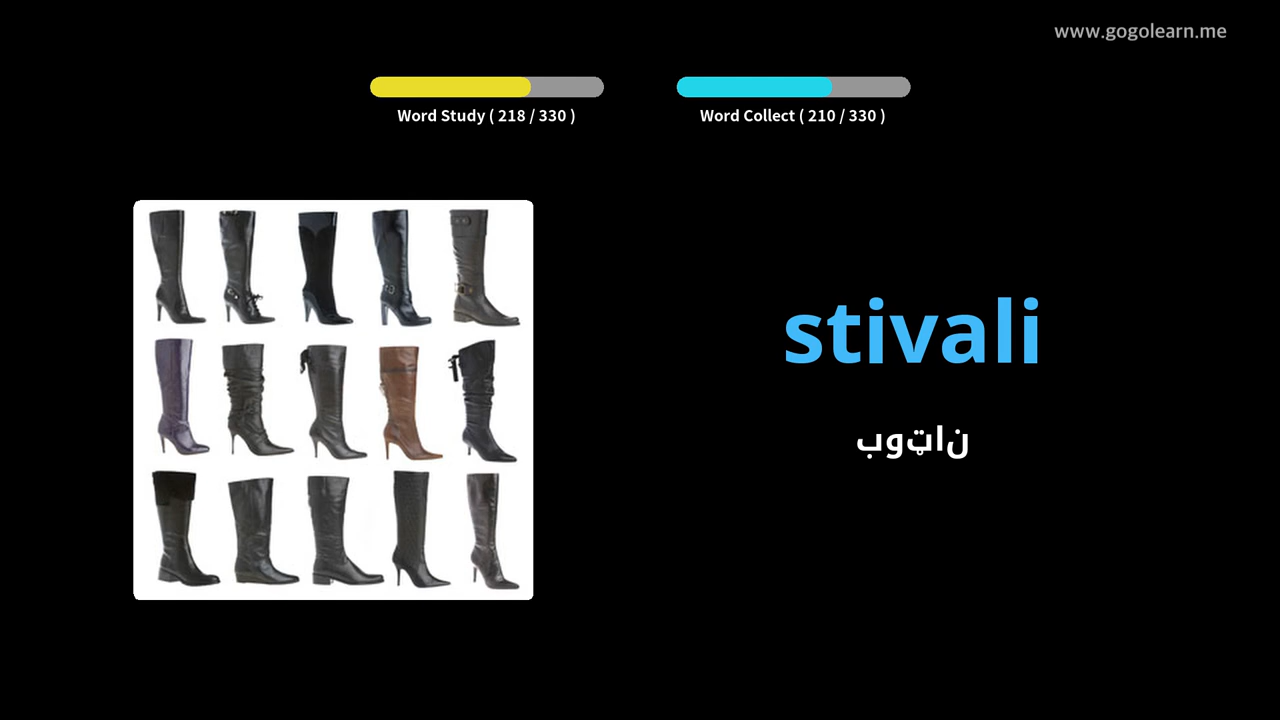 www.gogolearn.me
Word Study ( 218 / 330 )
Word Collect ( 210 / 330 )
stivali
بوټان